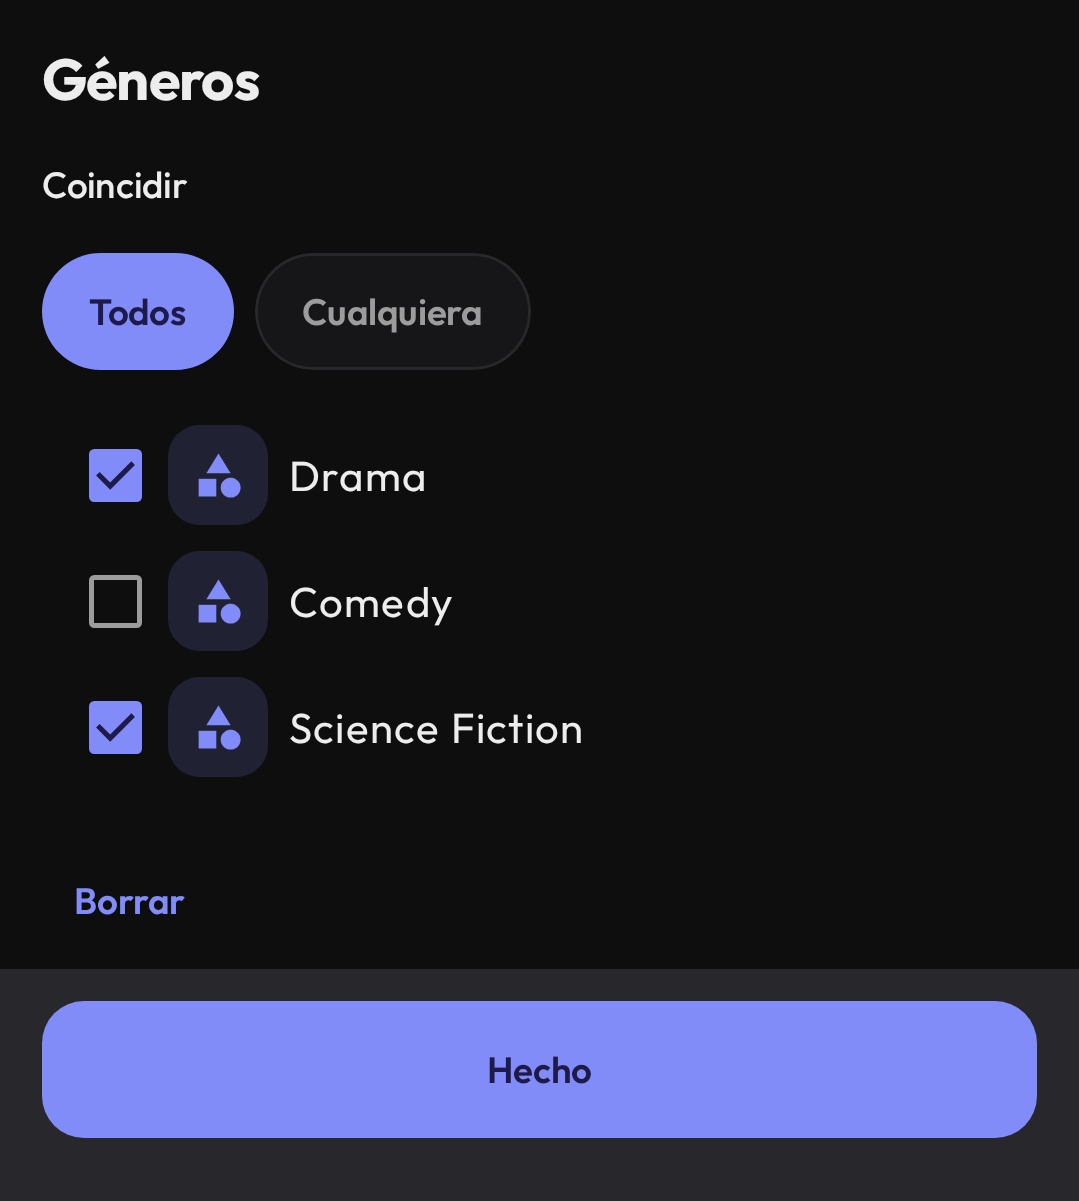 Géneros
Coincidir
Todos
Cualquiera
Drama
Comedy
Science Fiction
Borrar
Hecho